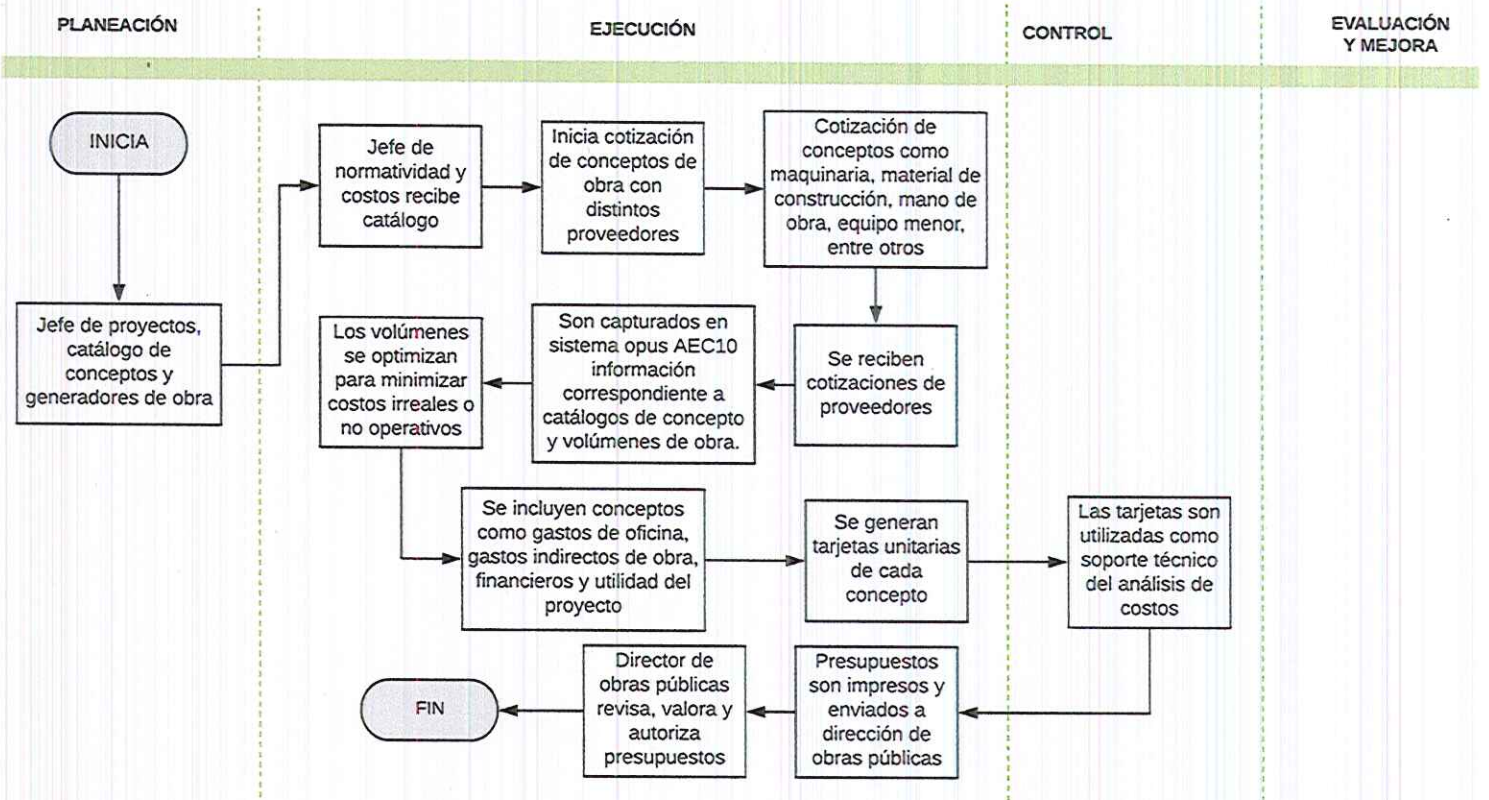 PLANEACIÓN
EJECUCIÓN
CONTROL
EVALUACIÓN
Y MEJORA
INICIA
Jefe de proyectos,
catálogo de
conceptos y
generadores de obra
Jefe de
normatividad y
costos recibe
catálogo
Inicia cotización
de conceptos de
obra con
distintos
proveedores
Cotización de
conceptos como
maquinaria, material de
construcción, mano de
obra, equipo menor,
entre otros
Se reciben
cotizaciones de
proveedores
Son capturados en
sistema opus AEC10
información
correspondiente a
catálogos de concepto
y volúmenes de obra.
Los volúmenes
se optimizan
para minimizar
costos irreales o
no operativos
Se incluyen conceptos
como gastos de oficina,
gastos indirectos de obra,
financieros y utilidad del
proyecto
Se generan
tarjetas unitarias
de cada
concepto
Las tarjetas son
utilizadas como
soporte técnico
del análisis de
costos
Presupuestos
son impresos y
enviados a
dirección de
obras públicas
Director de
obras públicas
revisa, valora y
autoriza
presupuestos
FIN